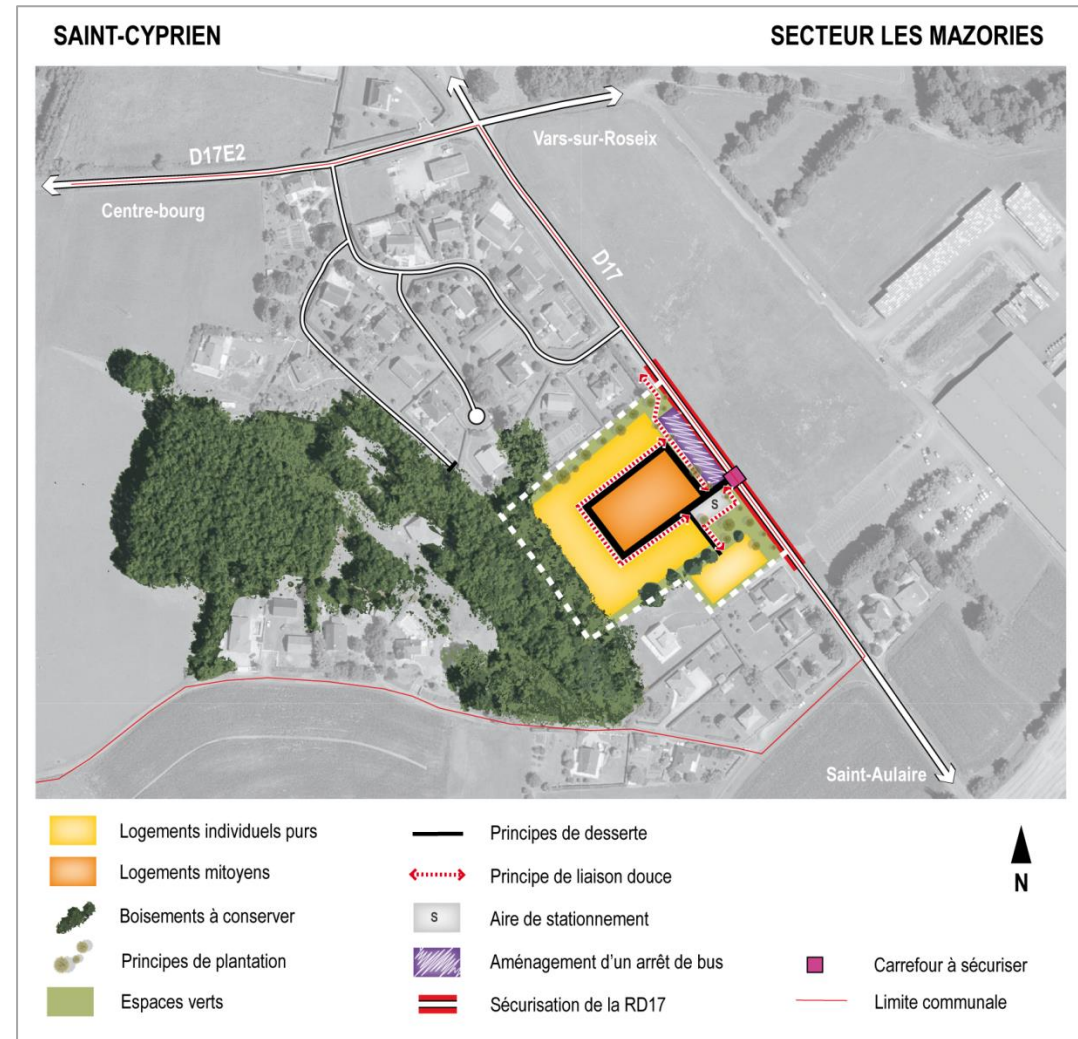 SAINT-CYPRIEN
SECTEUR LES MAZORIES
D17E2
Vars-sur-Roseix
Centre-bourg
D17
S
Saint-Aulaire
Logements individuels purs
Logements mitoyens
Boisements à conserver
Principes de plantation
Espaces verts
Principes de desserte
Principe de liaison douce
S
Aire de stationnement
Aménagement d'un arrêt de bus
Sécurisation de la RD17
N
Carrefour à sécuriser
Limite communale